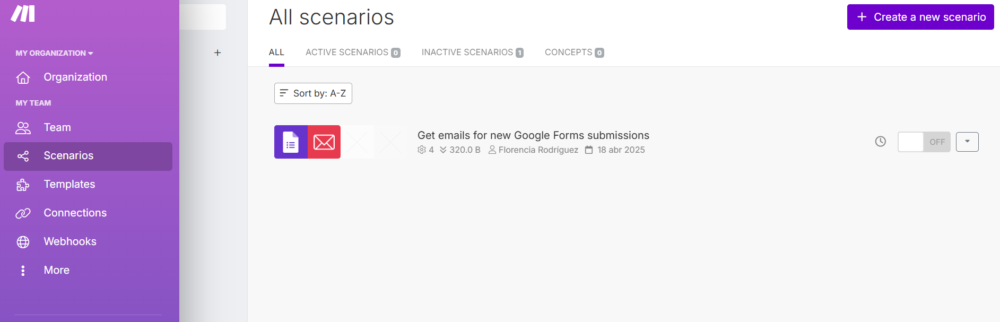 MY ORGANIZATION
Organization
MY TEAM
Team
Scenarios
Templates
Connections
Webhooks
More
All scenarios
+ Create a new scenario
ALL
ACTIVE SCENARIOS 0
INACTIVE SCENARIOS 1
CONCEPTS 0
Sort by: A-Z
Get emails for new Google Forms submissions
4 320.0 B Florencia Rodríguez 18 abr 2025
OFF